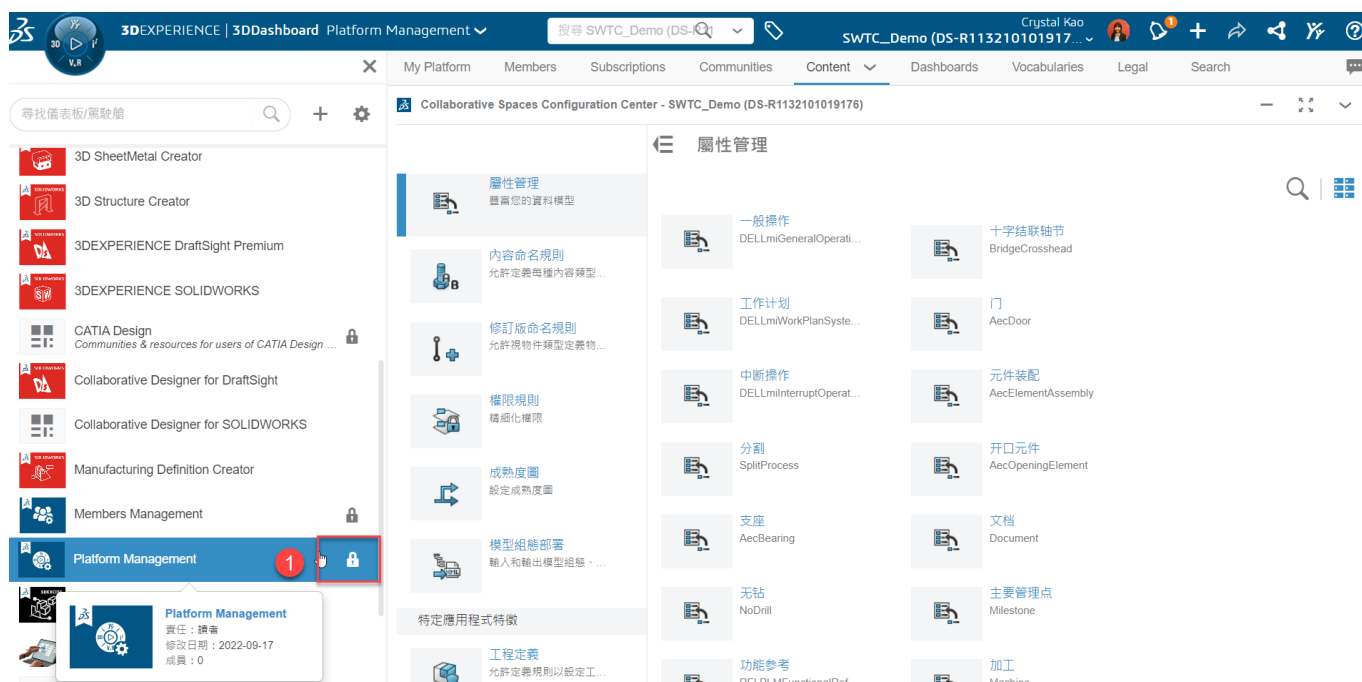 3DEXPERIENCE | 3DDashboard Platform Management
搜尋 SWTC_Demo (DS-R1
Crystal Kao
SWTC_Demo (DS-R113210101917...
1
3D
V.R
My Platform
Members
Subscriptions
Communities
Content
Dashboards
Vocabularies
Legal
Search
尋找儀表板/駕駛艙
3D SheetMetal Creator
3D Structure Creator
3DEXPERIENCE DraftSight Premium
3DEXPERIENCE SOLIDWORKS
CATIA Design
Communities & resources for users of CATIA Design ...
Collaborative Designer for DraftSight
Collaborative Designer for SOLIDWORKS
Manufacturing Definition Creator
Members Management
Platform Management
1
Platform Management
責任：讀者
修改日期：2022-09-17
成員：0
Collaborative Spaces Configuration Center - SWTC_Demo (DS-R1132101019176)
屬性管理
豐富您的資料模型
內容命名規則
允許定義每種內容類型...
修訂版命名規則
允許視物件類型定義物...
權限規則
精細化權限
成熟度圖
設定成熟度圖
模型組態部署
輸入和輸出模型組態、...
特定應用程式特徵
工程定義
允許定義規則以設定工...
屬性管理
一般操作
DELLmiGeneralOperati...
十字结联轴节
BridgeCrosshead
工作计划
DELLmiWorkPlanSyste...
门
AecDoor
中断操作
DELLmiInterruptOperat...
元件装配
AecElementAssembly
分割
SplitProcess
开口元件
AecOpeningElement
支座
AecBearing
文档
Document
无钻
NoDrill
主要管理点
Milestone
功能参考
加工